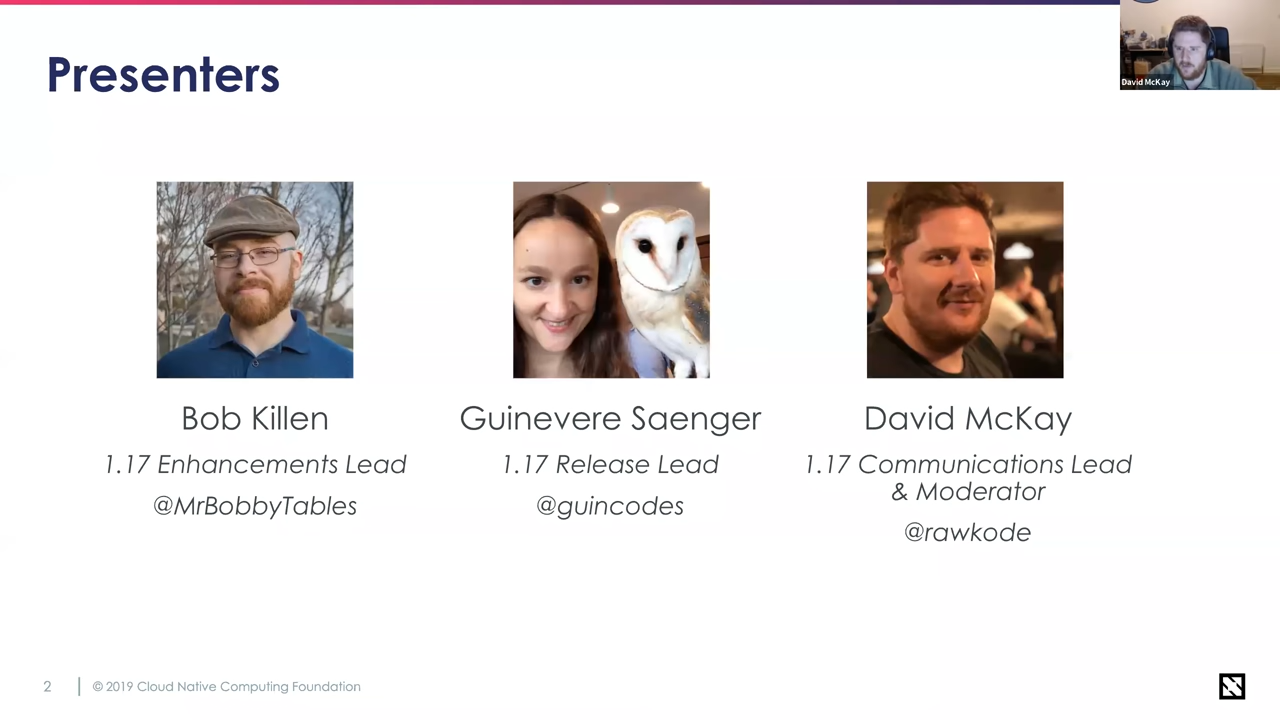 Presenters
David McKay
Bob Killen
1.17 Enhancements Lead
@MrBobbyTables
Guinevere Saenger
1.17 Release Lead
@guincodes
David McKay
1.17 Communications Lead
& Moderator
@rawkode
2
© 2019 Cloud Native Computing Foundation